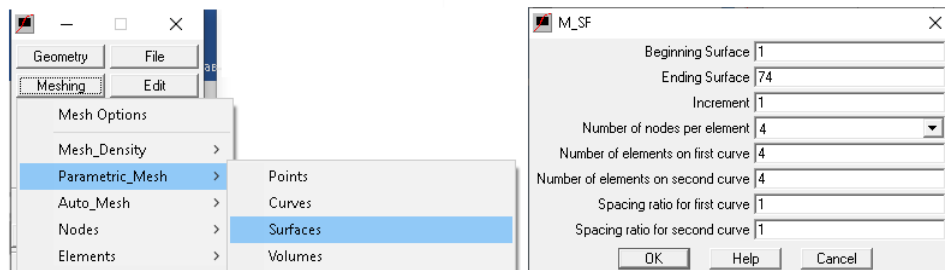 Geometry File
Meshing Edit
Mesh Options
Mesh_Density >
Parametric_Mesh >
Auto_Mesh >
Nodes >
Elements >
Points
Curves
Surfaces
Volumes
M_SF
Beginning Surface 1
Ending Surface 74
Increment 1
Number of nodes per element 4
Number of elements on first curve 4
Number of elements on second curve 4
Spacing ratio for first curve 1
Spacing ratio for second curve 1
OK Help Cancel